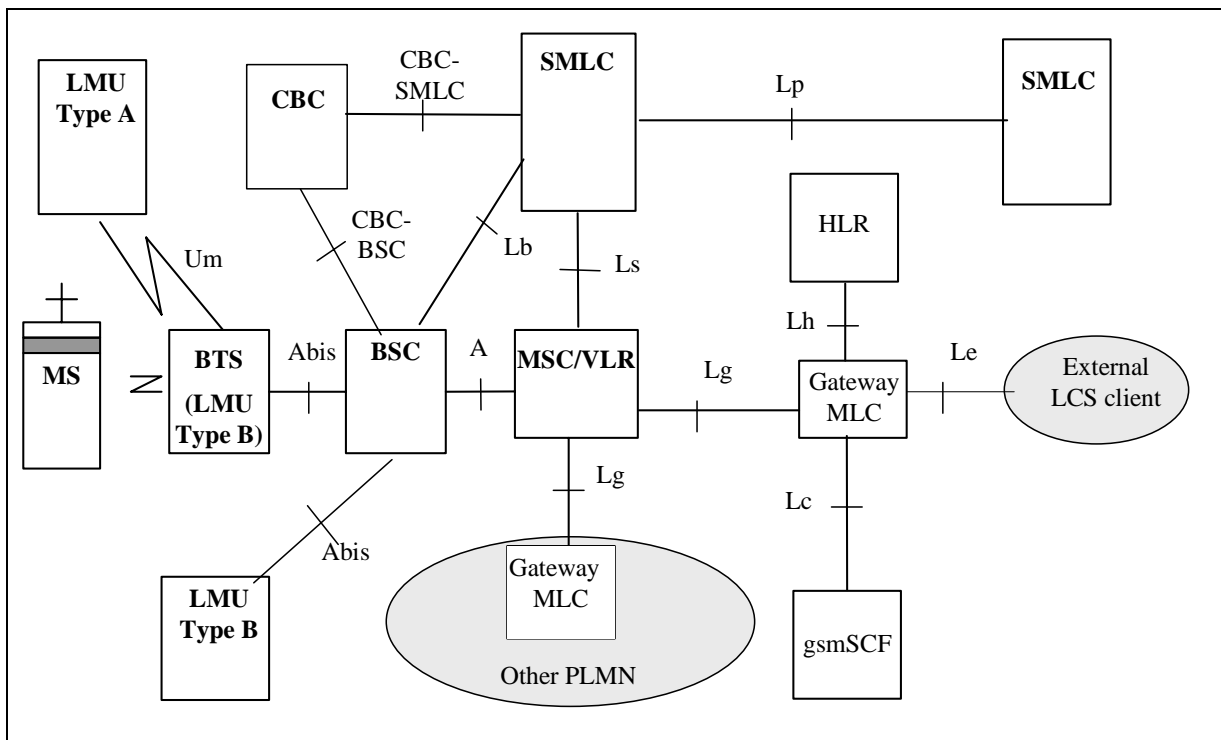 LMU
Type A
CBC
CBC-
SMLC
SMLC
Lp
SMLC
Um
CBC-
BSC
Lb
Ls
HLR
Lh
MS
BTS
(LMU
Type B)
Abis
BSC
A
MSC/VLR
Lg
Gateway
MLC
Le
External
LCS client
Lg
Lc
Abis
LMU
Type B
Gateway
MLC
Other PLMN
gsmSCF